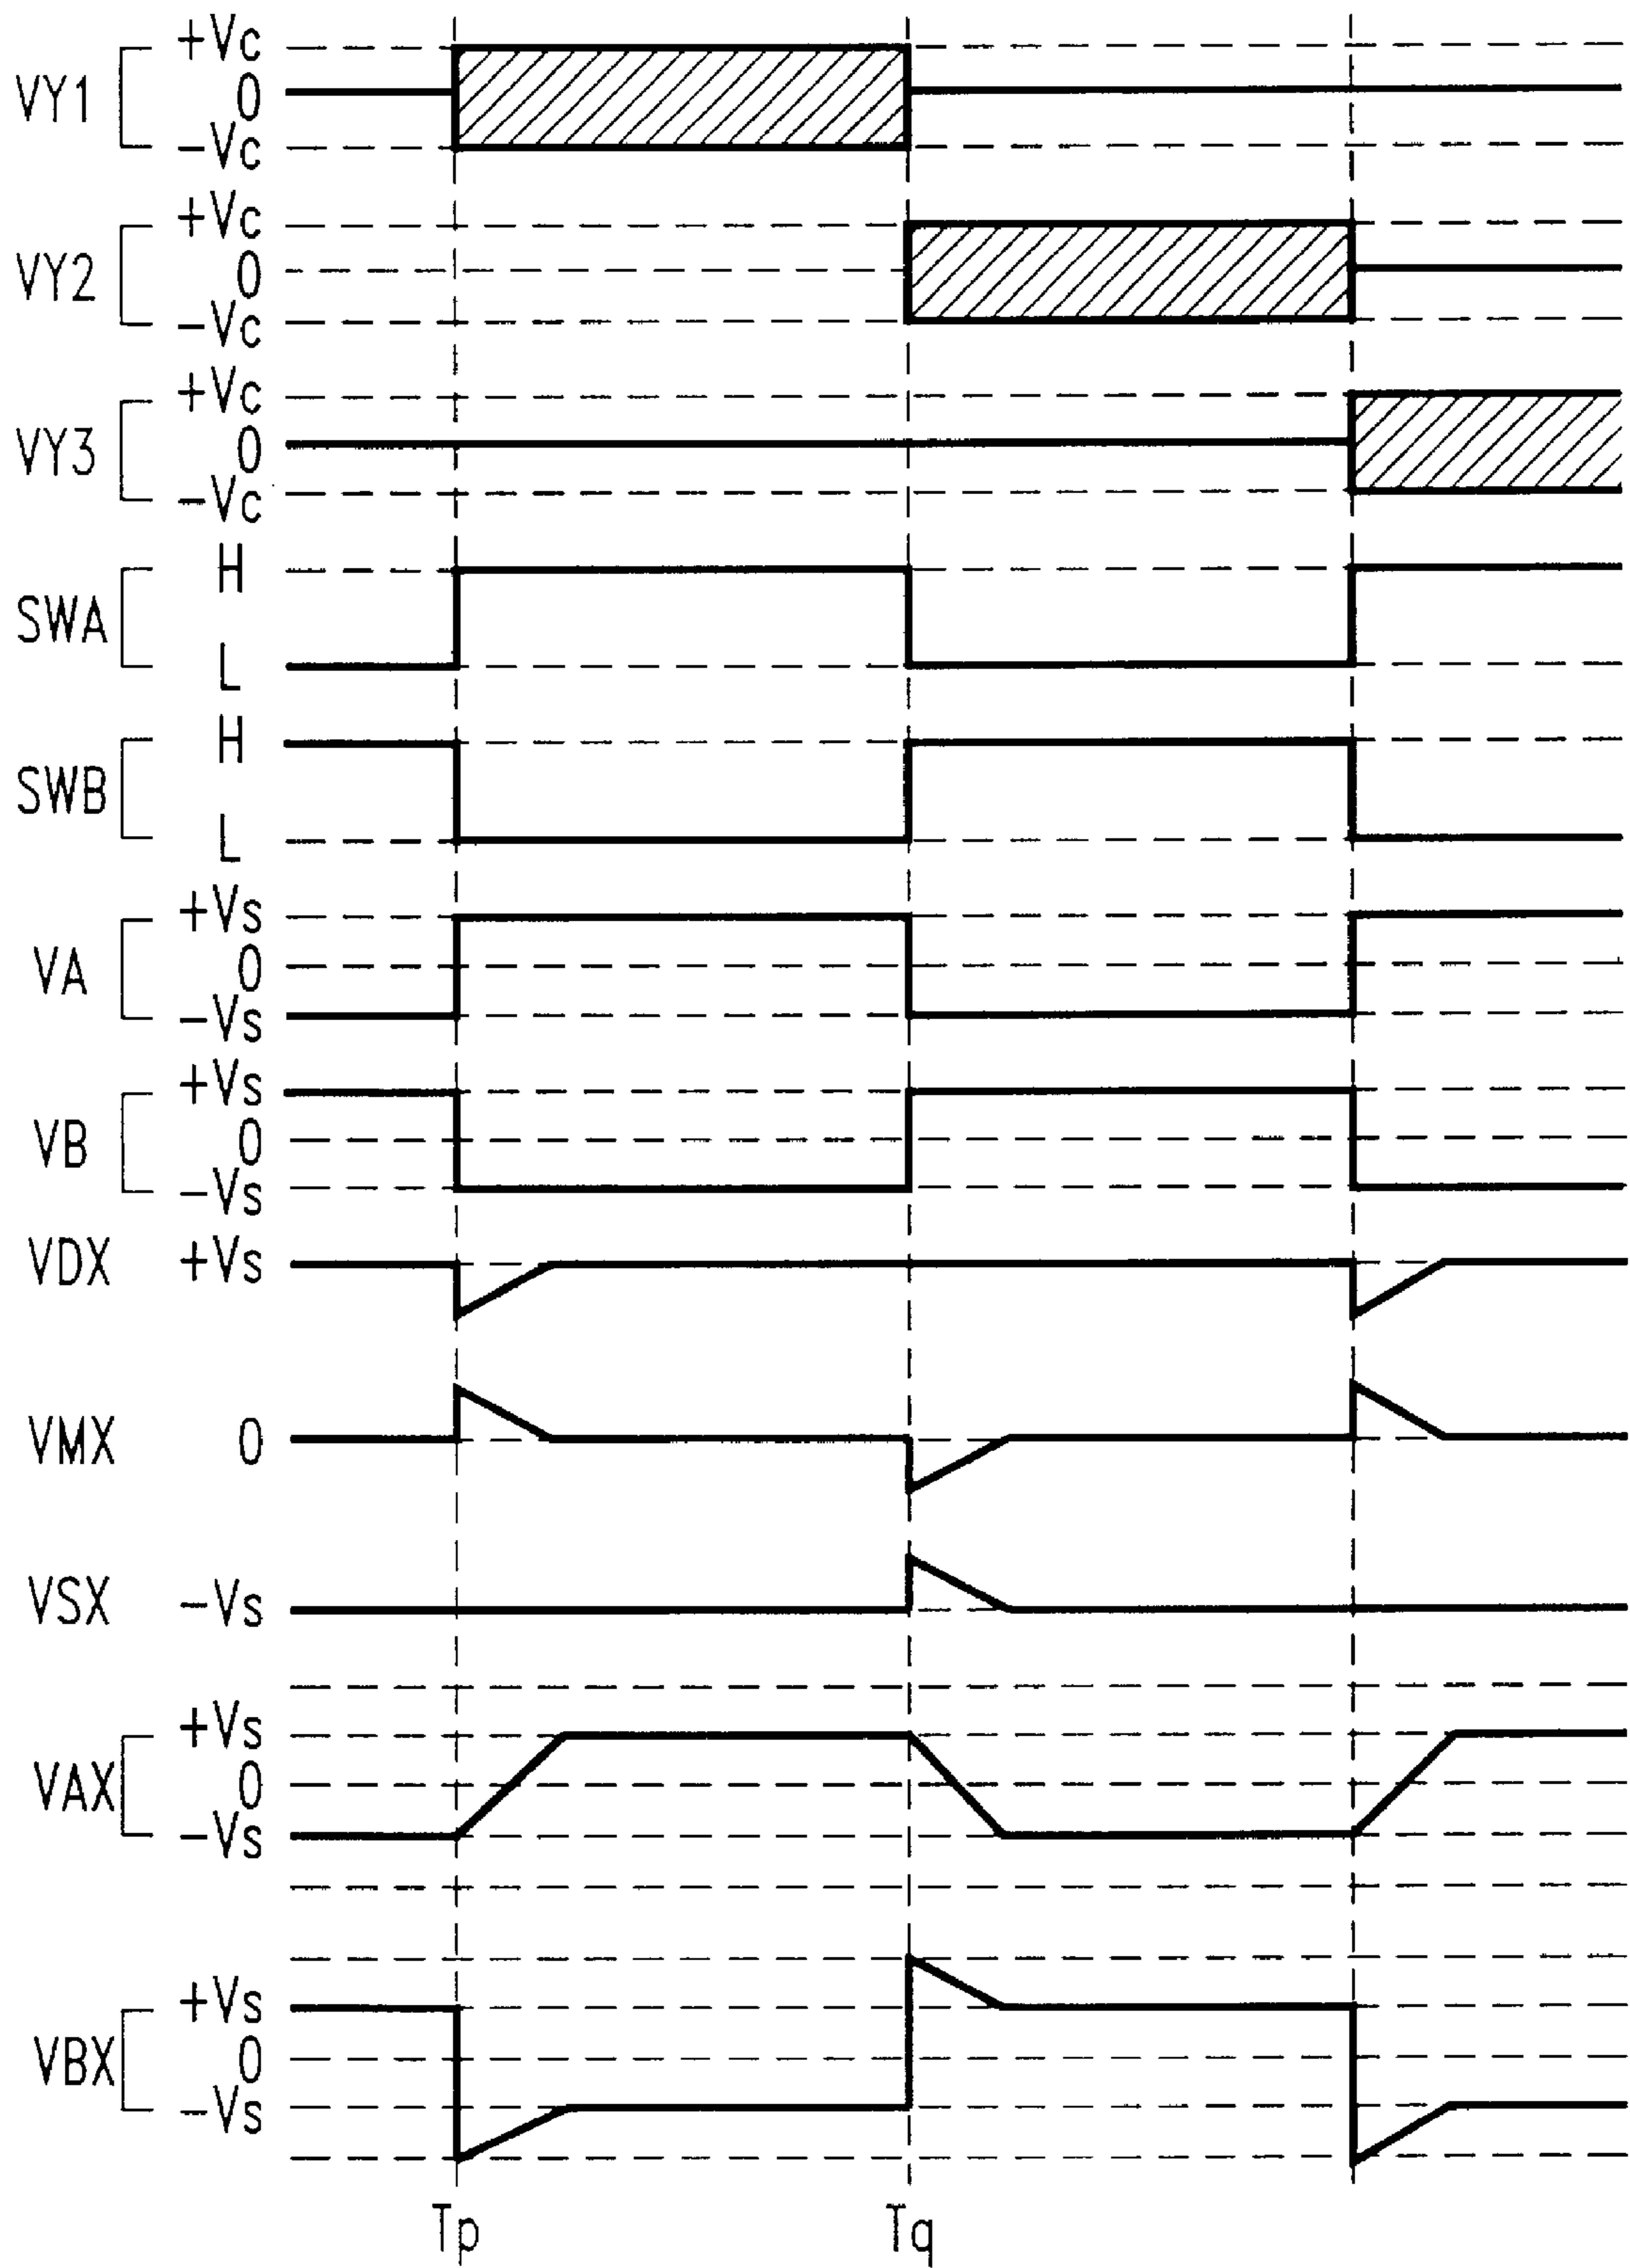 +Vc
VY1 0
-Vc
+Vc
VY2 0
-Vc
+Vc
VY3 0
-Vc
H
SWA
L
H
SWB
L
+Vs
VA 0
-Vs
+Vs
VB 0
-Vs
VDX +Vs
VMX 0
VSX -Vs
+Vs
VAX 0
-Vs
+Vs
VBX 0
-Vs
Tp Tq